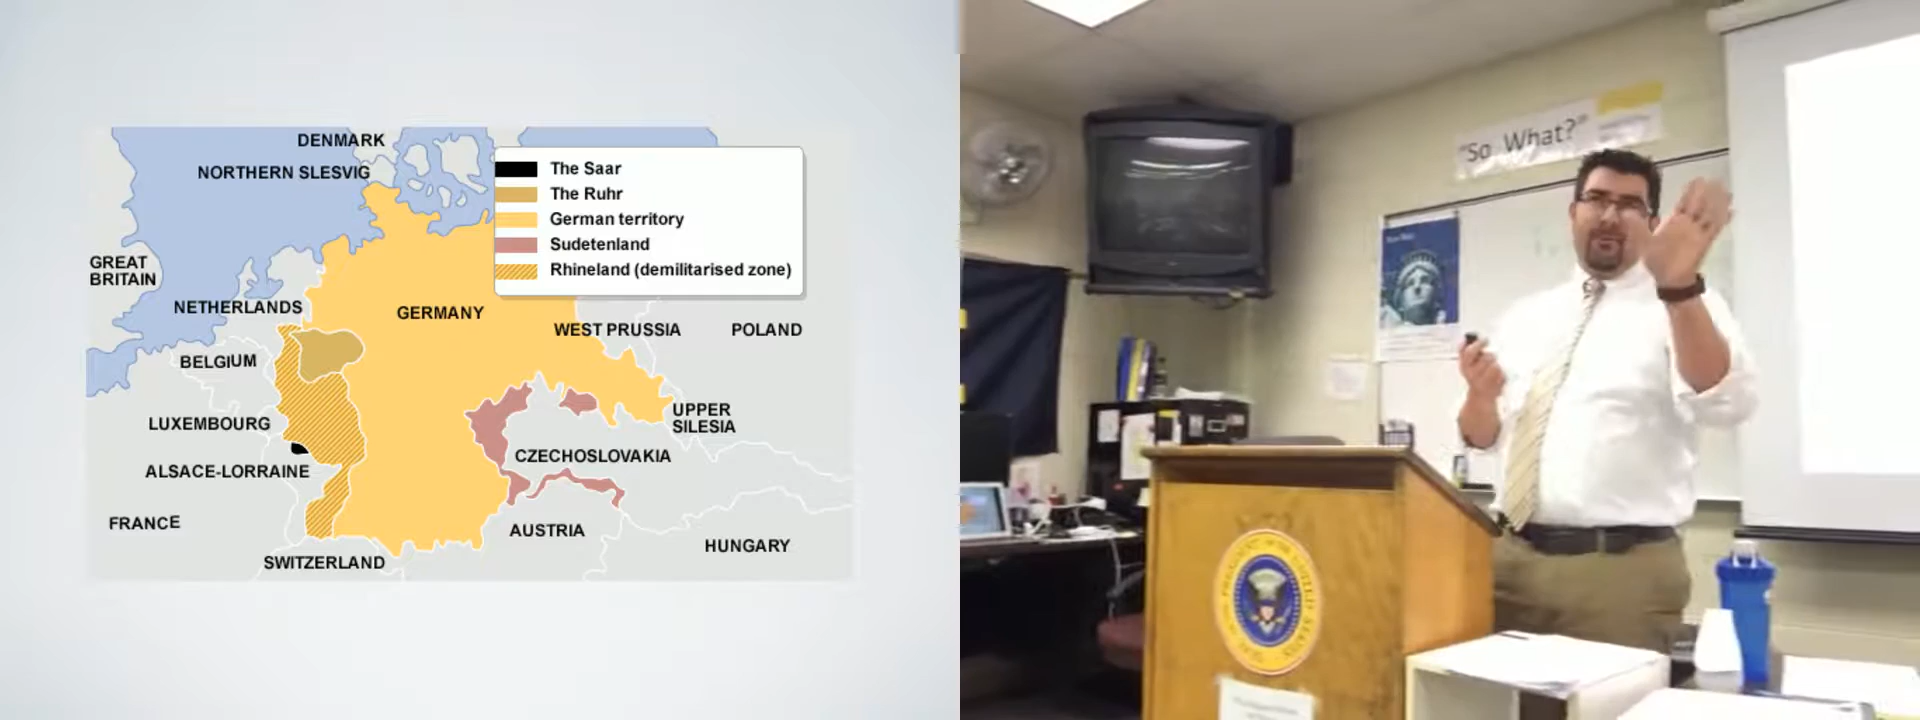 DENMARK
NORTHERN SLESVIG
The Saar
The Ruhr
German territory
Sudetenland
Rhineland (demilitarised zone)
GREAT
BRITAIN
NETHERLANDS
GERMANY
WEST PRUSSIA
POLAND
BELGIUM
LUXEMBOURG
UPPER
SILESIA
CZECHOSLOVAKIA
ALSACE-LORRAINE
FRANCE
AUSTRIA
HUNGARY
SWITZERLAND
"So What?"